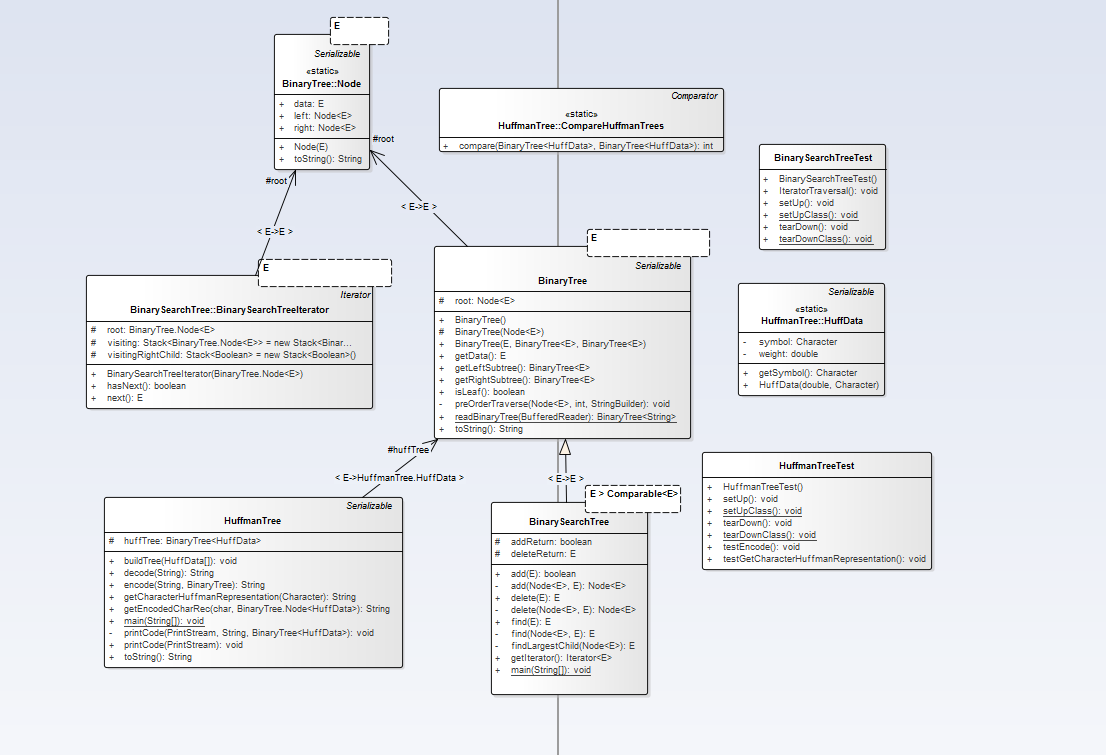 E
Serializable
«static»
BinaryTree::Node
+ data: E
+ left: Node<E>
+ right: Node<E>
+ Node(E)
+ toString(): String
#root
#root
< E->E >
< E->E >
Comparator
«static»
HuffmanTree::CompareHuffmanTrees
+ compare(BinaryTree<HuffData>, BinaryTree<HuffData>): int
BinarySearchTreeTest
+ BinarySearchTreeTest()
+ IteratorTraversal(): void
+ setUp(): void
+ setUpClass(): void
+ tearDown(): void
+ tearDownClass(): void
E
Iterator
BinarySearchTree::BinarySearchTreeIterator
# root: BinaryTree.Node<E>
# visiting: Stack<BinaryTree.Node<E>> = new Stack<Binar...
# visitingRightChild: Stack<Boolean> = new Stack<Boolean>()
+ BinarySearchTreeIterator(BinaryTree.Node<E>)
+ hasNext(): boolean
+ next(): E
E
Serializable
BinaryTree
# root: Node<E>
+ BinaryTree()
# BinaryTree(Node<E>)
+ BinaryTree(E, BinaryTree<E>, BinaryTree<E>)
+ getData(): E
+ getLeftSubtree(): BinaryTree<E>
+ getRightSubtree(): BinaryTree<E>
+ isLeaf(): boolean
- preOrderTraverse(Node<E>, int, StringBuilder): void
+ readBinaryTree(BufferedReader): BinaryTree<String>
+ toString(): String
Serializable
«static»
HuffmanTree::HuffData
- symbol: Character
- weight: double
+ getSymbol(): Character
+ HuffData(double, Character)
#huffTree
< E->HuffmanTree.HuffData >
< E->E >
Serializable
HuffmanTree
# huffTree: BinaryTree<HuffData>
+ buildTree(HuffData[]): void
+ decode(String): String
+ encode(String, BinaryTree): String
+ getCharacterHuffmanRepresentation(Character): String
+ getEncodedCharRec(char, BinaryTree.Node<HuffData>): String
+ main(String[]): void
- printCode(PrintStream, String, BinaryTree<HuffData>): void
+ printCode(PrintStream): void
+ toString(): String
E > Comparable<E>
BinarySearchTree
# addReturn: boolean
# deleteReturn: E
+ add(E): boolean
- add(Node<E>, E): Node<E>
+ delete(E): E
- delete(Node<E>, E): Node<E>
+ find(E): E
- find(Node<E>, E): E
- findLargestChild(Node<E>): E
+ getIterator(): Iterator<E>
+ main(String[]): void
HuffmanTreeTest
+ HuffmanTreeTest()
+ setUp(): void
+ setUpClass(): void
+ tearDown(): void
+ tearDownClass(): void
+ testEncode(): void
+ testGetCharacterHuffmanRepresentation(): void